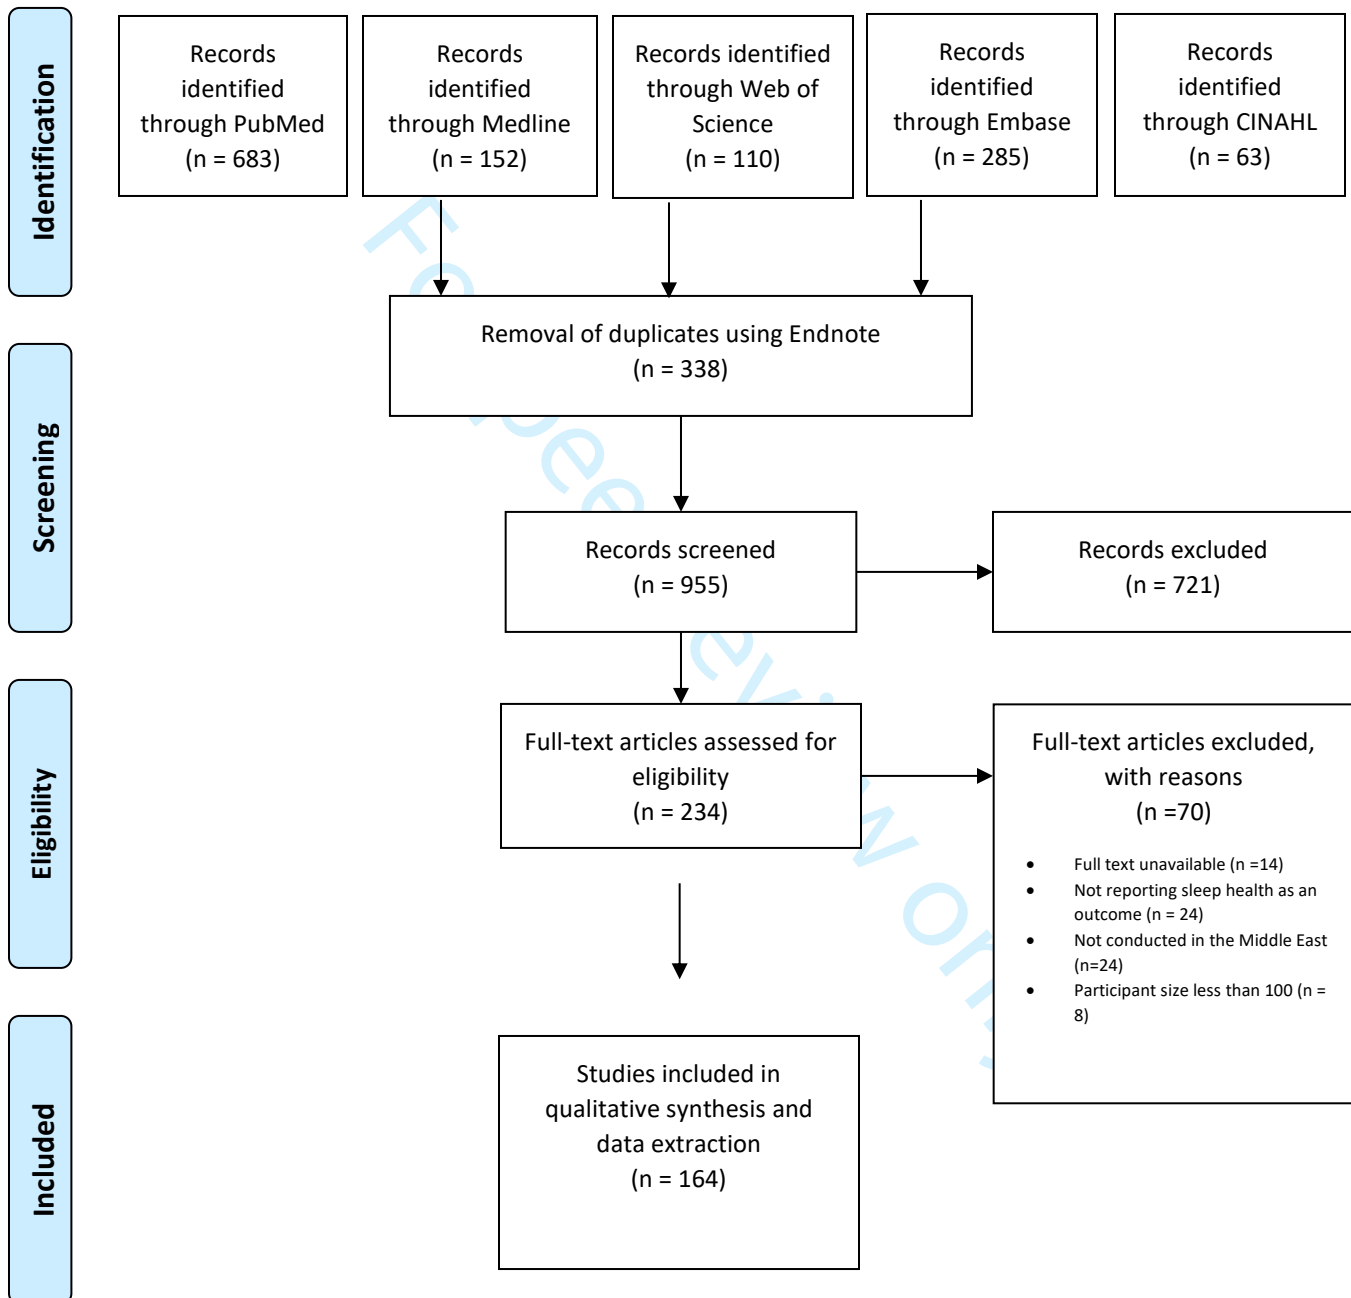 Identification
Records
identified
through PubMed
(n = 683)
Records
identified
through Medline
(n = 152)
Records identified
through Web of
Science
(n = 110)
Records
identified
through Embase
(n = 285)
Records
identified
through CINAHL
(n = 63)
Removal of duplicates using Endnote
(n = 338)
Screening
Records screened
(n = 955)
Records excluded
(n = 721)
Eligibility
Full-text articles assessed for
eligibility
(n = 234)
Full-text articles excluded,
with reasons
(n =70)
• Full text unavailable (n =14)
• Not reporting sleep health as an
outcome (n = 24)
• Not conducted in the Middle East
(n=24)
• Participant size less than 100 (n =
8)
Included
Studies included in
qualitative synthesis and
data extraction
(n = 164)
For peer review only